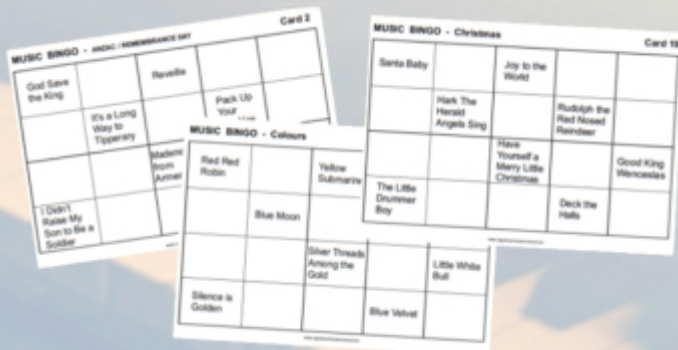 MUSIC BINGO - ANZAC / REMEMBRANCE DAY
Card 2
God Save
the King
Reveille
It's a Long
Way to
Tipperary
Pack Up
Your
from
I Didn't
Raise My
Son to Be a
Soldier
MUSIC BINGO - Christmas
Card 19
Santa Baby
Joy to the
World
Hark The
Herald
Angels Sing
Rudolph the
Red Nosed
Reindeer
Have
Yourself a
Merry Little
Christmas
Good King
Wenceslas
The Little
Drummer
Boy
Deck the
Halls
MUSIC BINGO - Colours
Red Red
Robin
Yellow
Submarine
Blue Moon
Silver Threads
Among the
Gold
Little White
Bull
Silence is
Golden
Blue Velvet